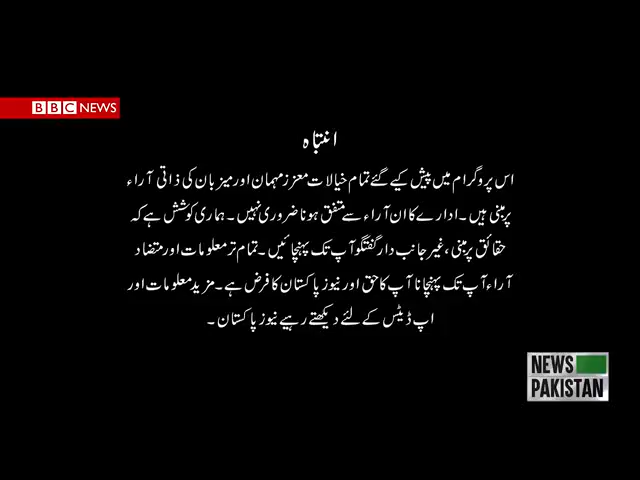 BBC NEWS
انتباہ
اس پروگرام میں پیش کیے گئے تمام خیالات معزز مہمان اور میزبان کی ذاتی آراء
پر مبنی ہیں۔ ادارے کا ان آراء سے متفق ہونا ضروری نہیں۔ ہماری کوشش ہے کہ
حقائق پر مبنی، غیر جانب دار گفتگو آپ تک پہنچائیں۔ تمام تر معلومات اور متضاد
آراء آپ تک پہنچانا آپ کا حق اور نیوز پاکستان کا فرض ہے۔ مزید معلومات اور
اپ ڈیٹس کے لئے دیکھتے رہیے نیوز پاکستان۔
NEWS
PAKISTAN